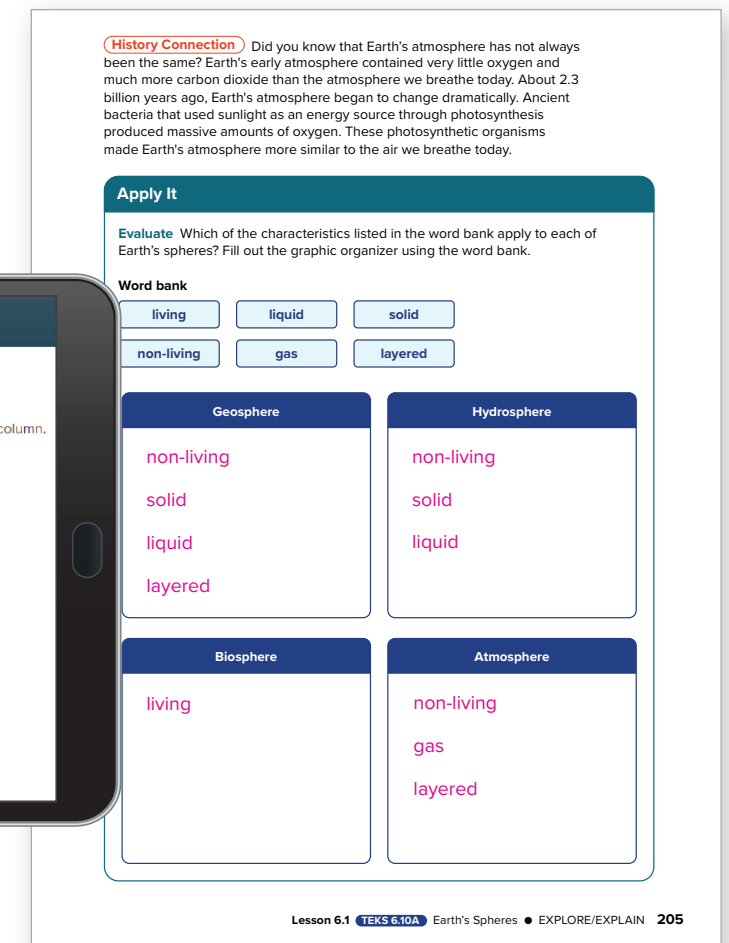 History Connection Did you know that Earth's atmosphere has not always
been the same? Earth's early atmosphere contained very little oxygen and
much more carbon dioxide than the atmosphere we breathe today. About 2.3
billion years ago, Earth's atmosphere began to change dramatically. Ancient
bacteria that used sunlight as an energy source through photosynthesis
produced massive amounts of oxygen. These photosynthetic organisms
made Earth's atmosphere more similar to the air we breathe today.
Apply It
Evaluate Which of the characteristics listed in the word bank apply to each of
Earth's spheres? Fill out the graphic organizer using the word bank.
Word bank
living liquid solid
non-living gas layered
column.
Geosphere
non-living
solid
liquid
layered
Hydrosphere
non-living
solid
liquid
Biosphere
living
Atmosphere
non-living
gas
layered
Lesson 6.1 TEKS 6.10A Earth's Spheres ● EXPLORE/EXPLAIN 205